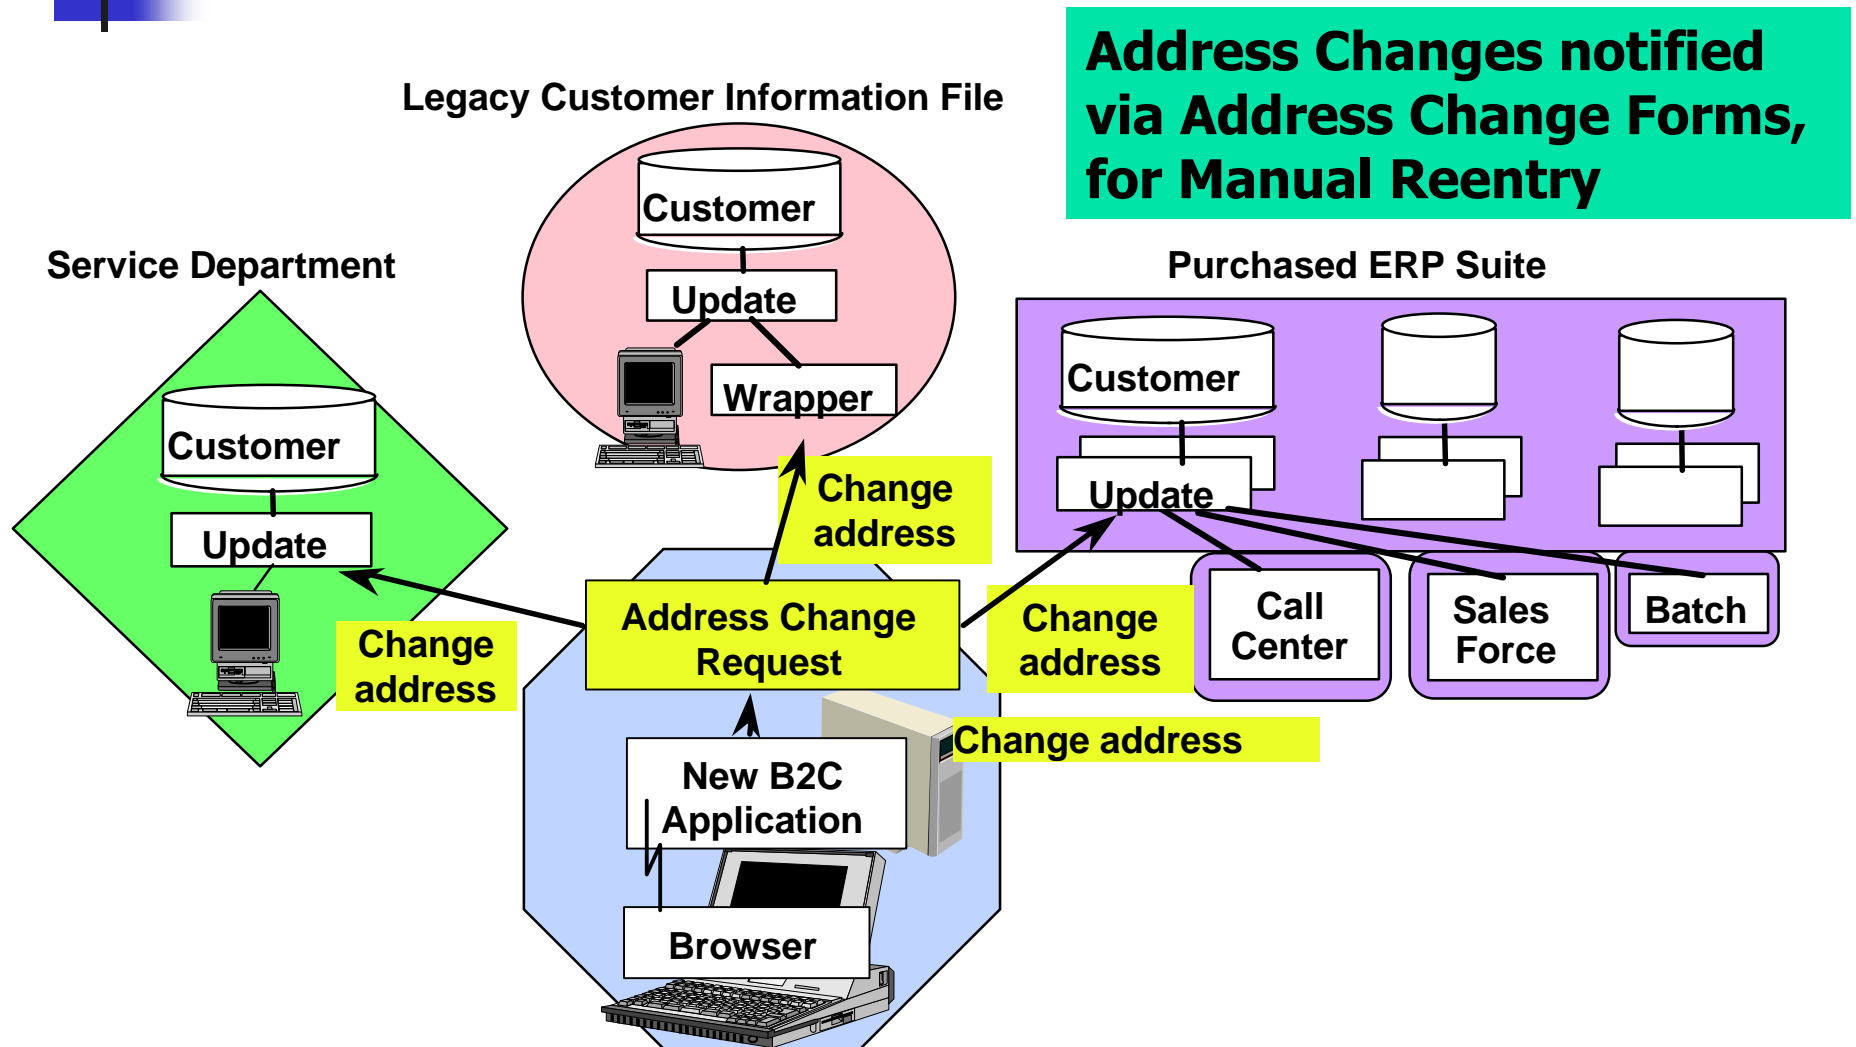 Address Changes notified
via Address Change Forms,
for Manual Reentry
Legacy Customer Information File
Customer
Update
Wrapper
Service Department
Customer
Update
Purchased ERP Suite
Customer
Update
Call
Center
Sales
Force
Batch
Change
address
Change
address
Change
address
Address Change
Request
Change address
New B2C
Application
Browser